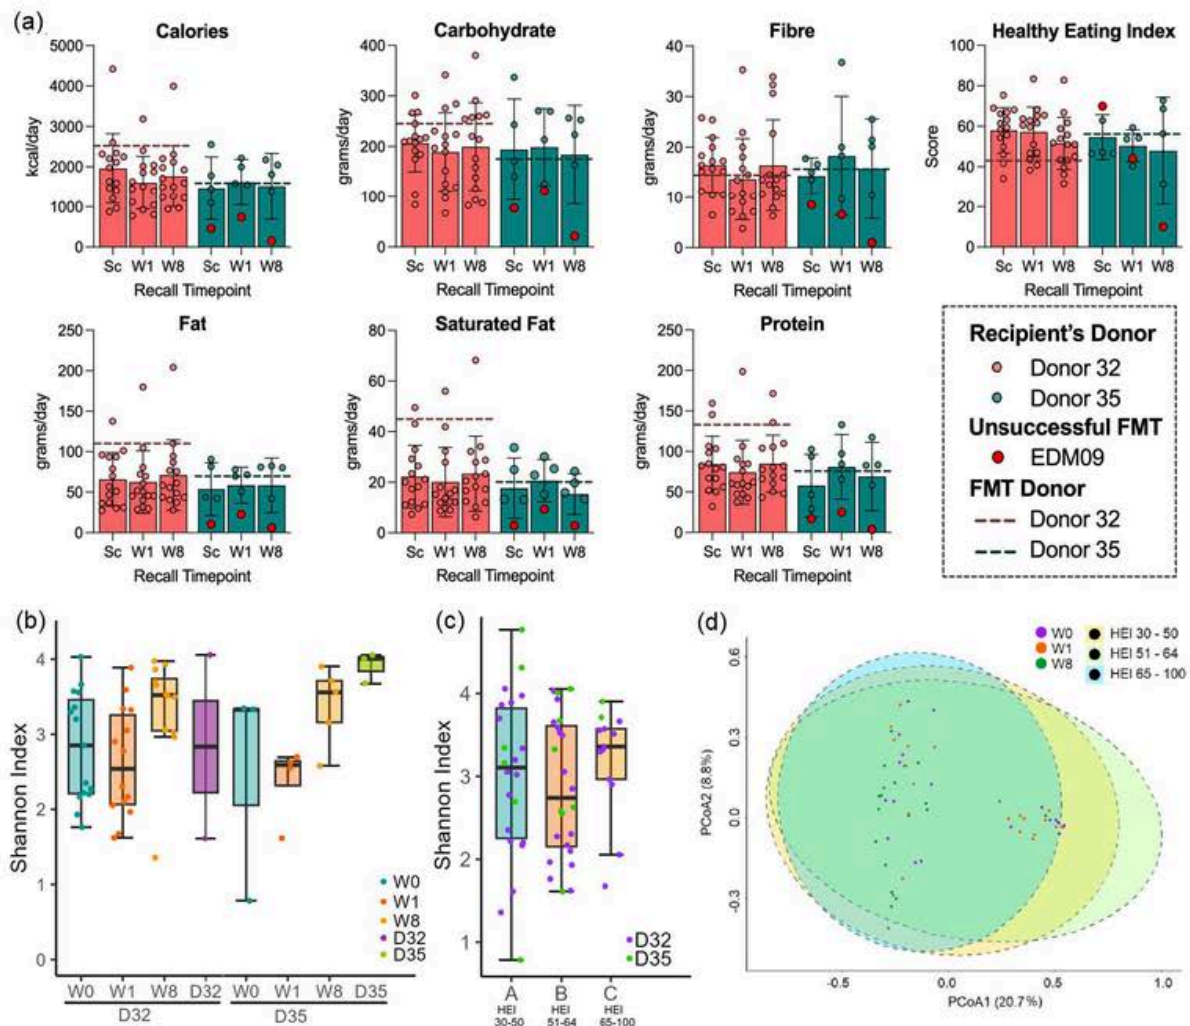 (a)
Calories
5000
4000
3000
2000
1000
0
kcal/day
Sc W1 W8 Sc W1 W8
Recall Timepoint
Carbohydrate
400
300
200
100
0
grams/day
Sc W1 W8 Sc W1 W8
Recall Timepoint
Fibre
40
30
20
10
0
grams/day
Sc W1 W8 Sc W1 W8
Recall Timepoint
Healthy Eating Index
100
80
60
40
20
0
Score
Sc W1 W8 Sc W1 W8
Recall Timepoint
Fat
250
200
150
100
50
0
grams/day
Sc W1 W8 Sc W1 W8
Recall Timepoint
Saturated Fat
80
60
40
20
0
grams/day
Sc W1 W8 Sc W1 W8
Recall Timepoint
Protein
250
200
150
100
50
0
grams/day
Sc W1 W8 Sc W1 W8
Recall Timepoint
Recipient's Donor
Donor 32
Donor 35
Unsuccessful FMT
EDM09
FMT Donor
Donor 32
Donor 35
(b)
Shannon Index
4
3
2
1
0
W0
W1
W8
D32
D35
W0 W1 W8 D32 W0 W1 W8 D35
D32 D35
(c)
Shannon Index
4
3
2
1
D32
D35
A B C
HEI HEI HEI
30-50 51-64 65-100
(d)
W0
W1
W8
HEI 30 - 50
HEI 51 - 64
HEI 65 - 100
PCoA2 (8.8%)
0.6
0.3
0.0
-0.3
-0.5 0.0 0.5 1.0
PCoA1 (20.7%)